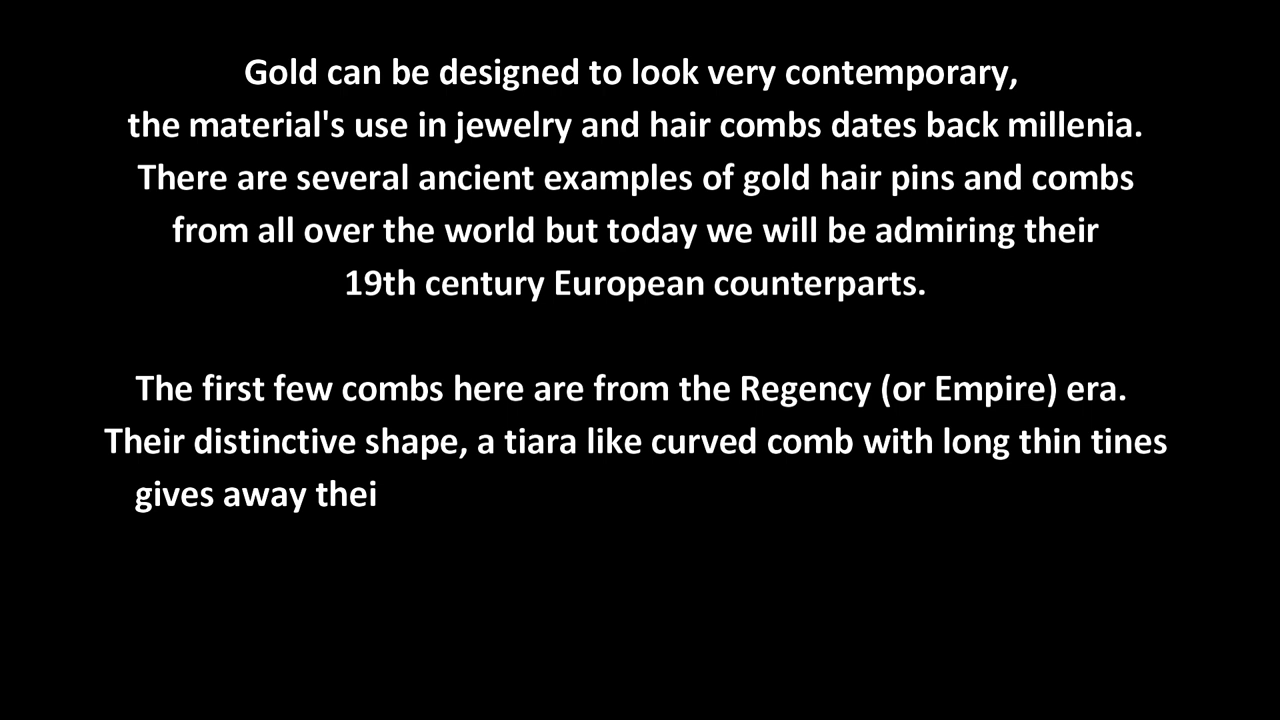 Gold can be designed to look very contemporary,
the material's use in jewelry and hair combs dates back millenia.
There are several ancient examples of gold hair pins and combs
from all over the world but today we will be admiring their
19th century European counterparts.
The first few combs here are from the Regency (or Empire) era.
Their distinctive shape, a tiara like curved comb with long thin tines
gives away thei